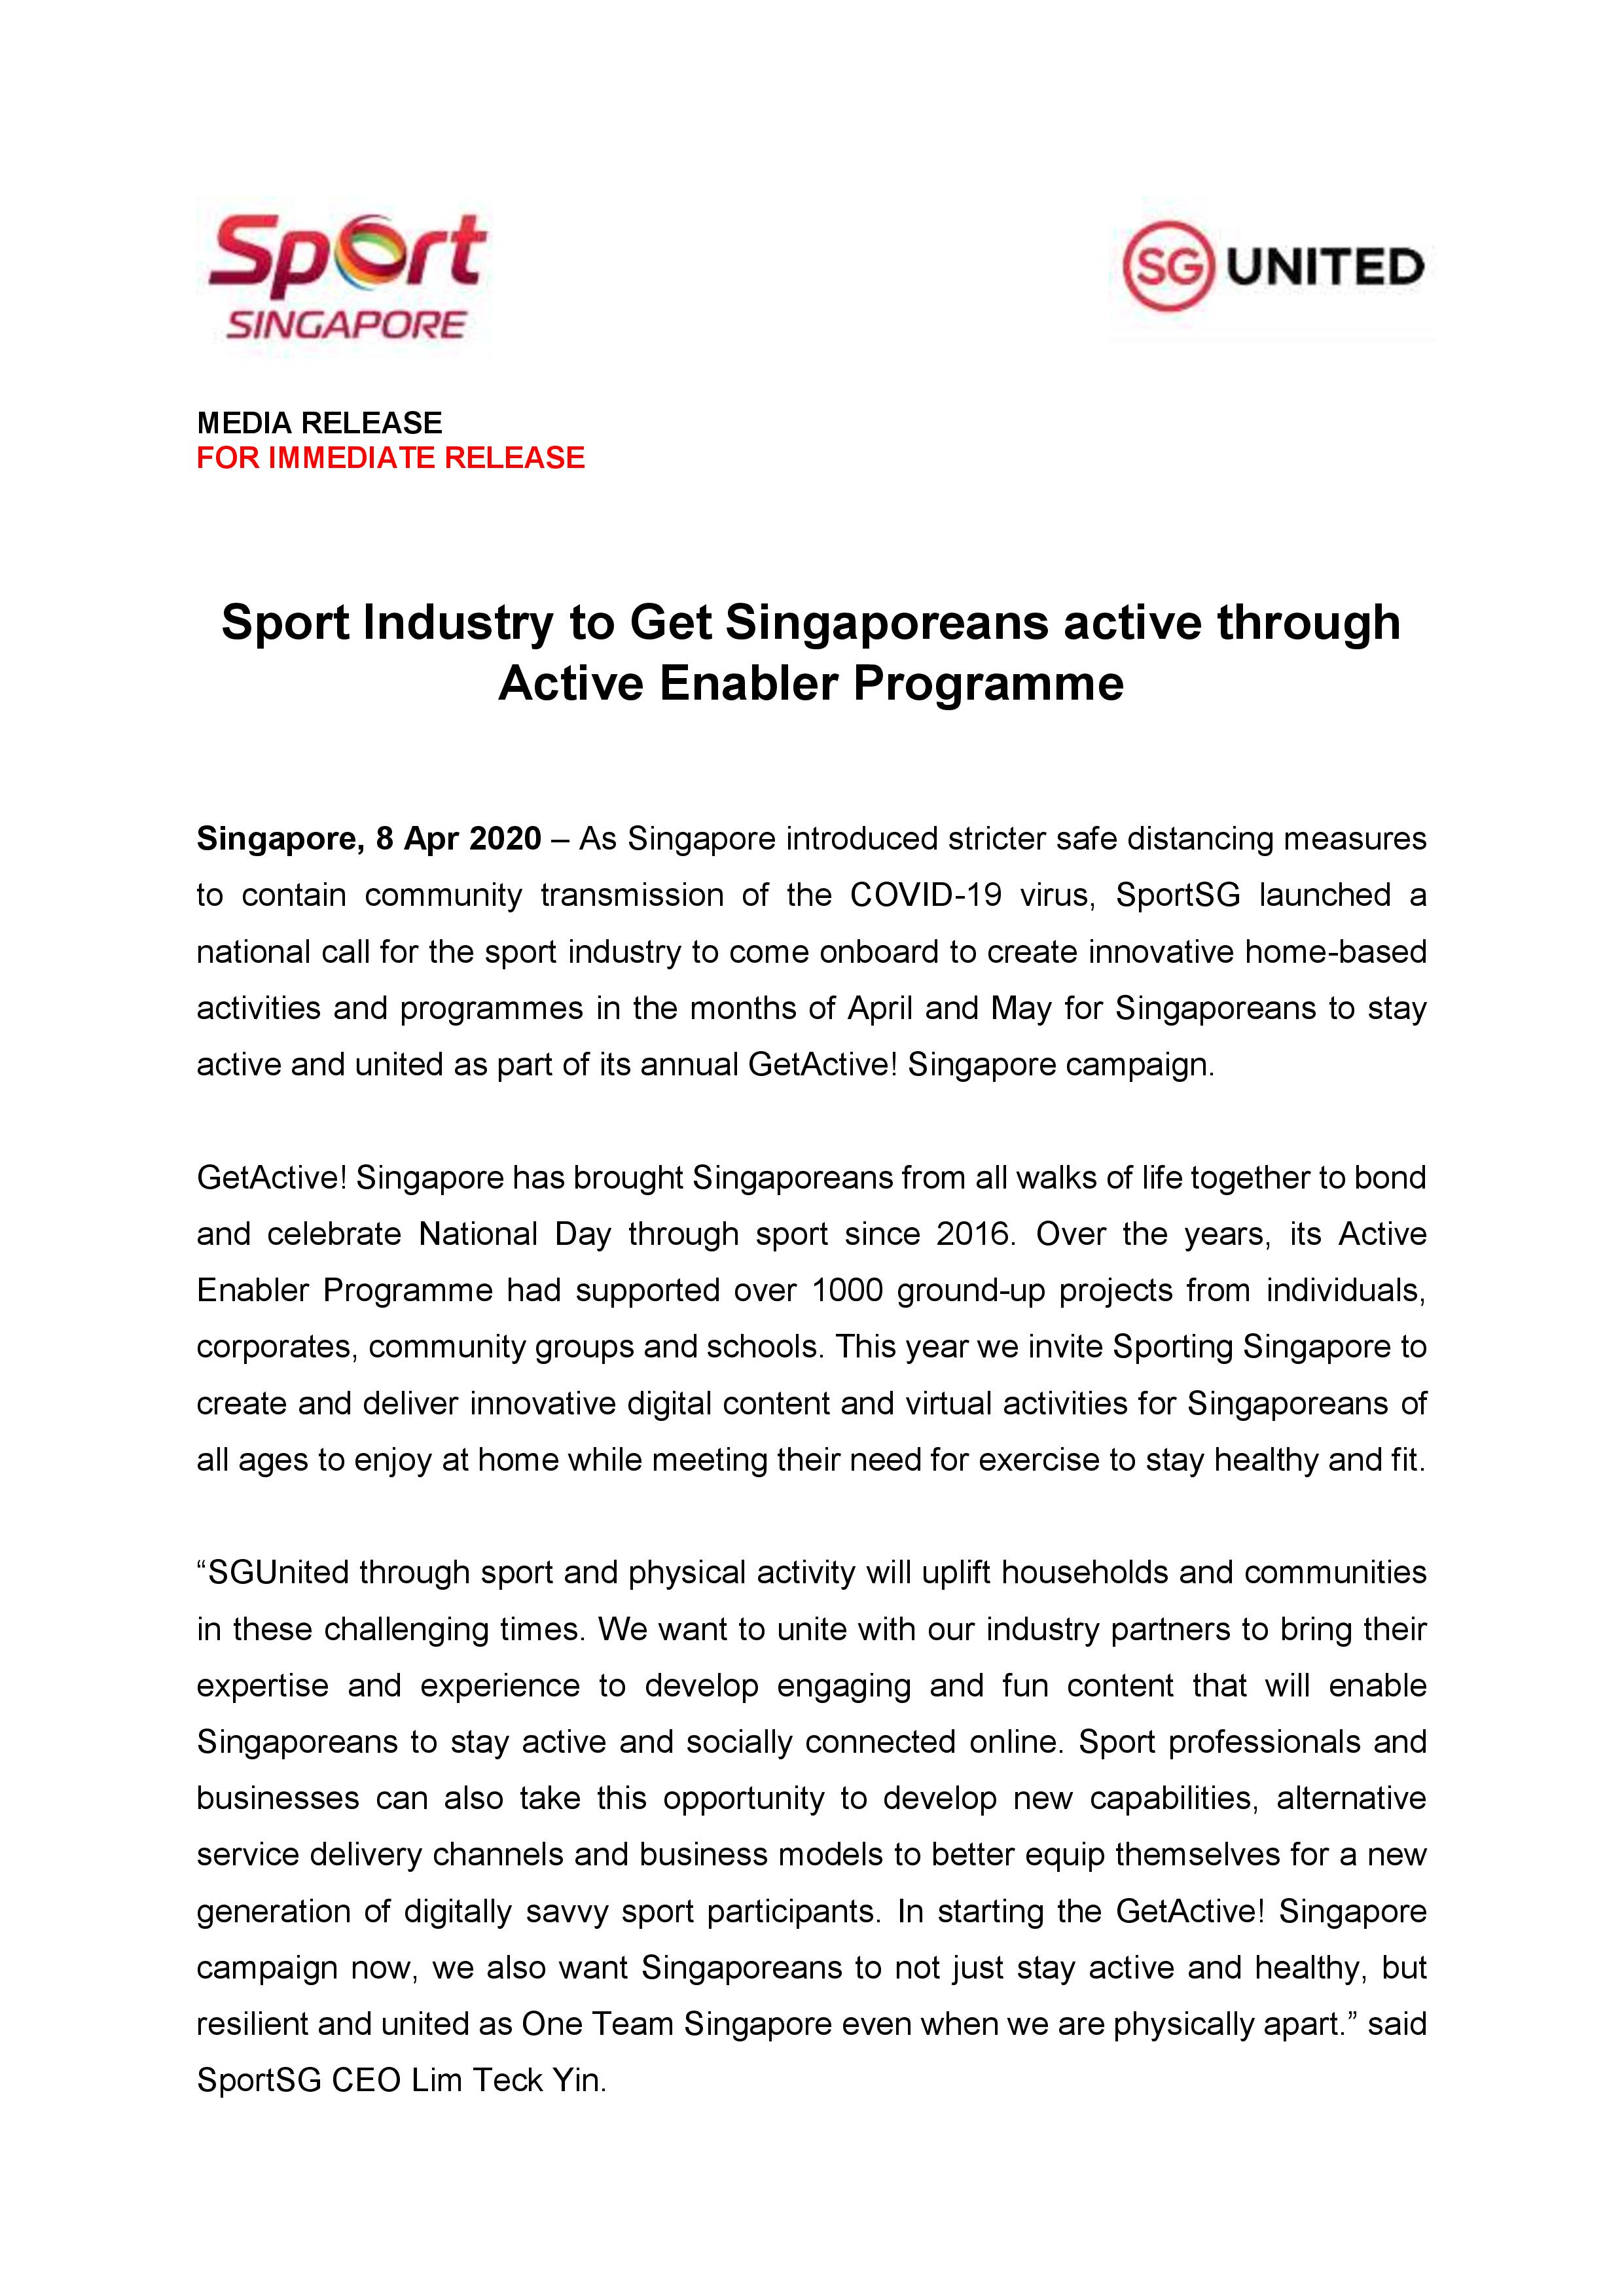 Sport
SINGAPORE
SG UNITED
MEDIA RELEASE
FOR IMMEDIATE RELEASE
Sport Industry to Get Singaporeans active through
Active Enabler Programme
Singapore, 8 Apr 2020 – As Singapore introduced stricter safe distancing measures
to contain community transmission of the COVID-19 virus, SportSG launched a
national call for the sport industry to come onboard to create innovative home-based
activities and programmes in the months of April and May for Singaporeans to stay
active and united as part of its annual GetActive! Singapore campaign.
GetActive! Singapore has brought Singaporeans from all walks of life together to bond
and celebrate National Day through sport since 2016. Over the years, its Active
Enabler Programme had supported over 1000 ground-up projects from individuals,
corporates, community groups and schools. This year we invite Sporting Singapore to
create and deliver innovative digital content and virtual activities for Singaporeans of
all ages to enjoy at home while meeting their need for exercise to stay healthy and fit.
“SGUnited through sport and physical activity will uplift households and communities
in these challenging times. We want to unite with our industry partners to bring their
expertise and experience to develop engaging and fun content that will enable
Singaporeans to stay active and socially connected online. Sport professionals and
businesses can also take this opportunity to develop new capabilities, alternative
service delivery channels and business models to better equip themselves for a new
generation of digitally savvy sport participants. In starting the GetActive! Singapore
campaign now, we also want Singaporeans to not just stay active and healthy, but
resilient and united as One Team Singapore even when we are physically apart.” said
SportSG CEO Lim Teck Yin.